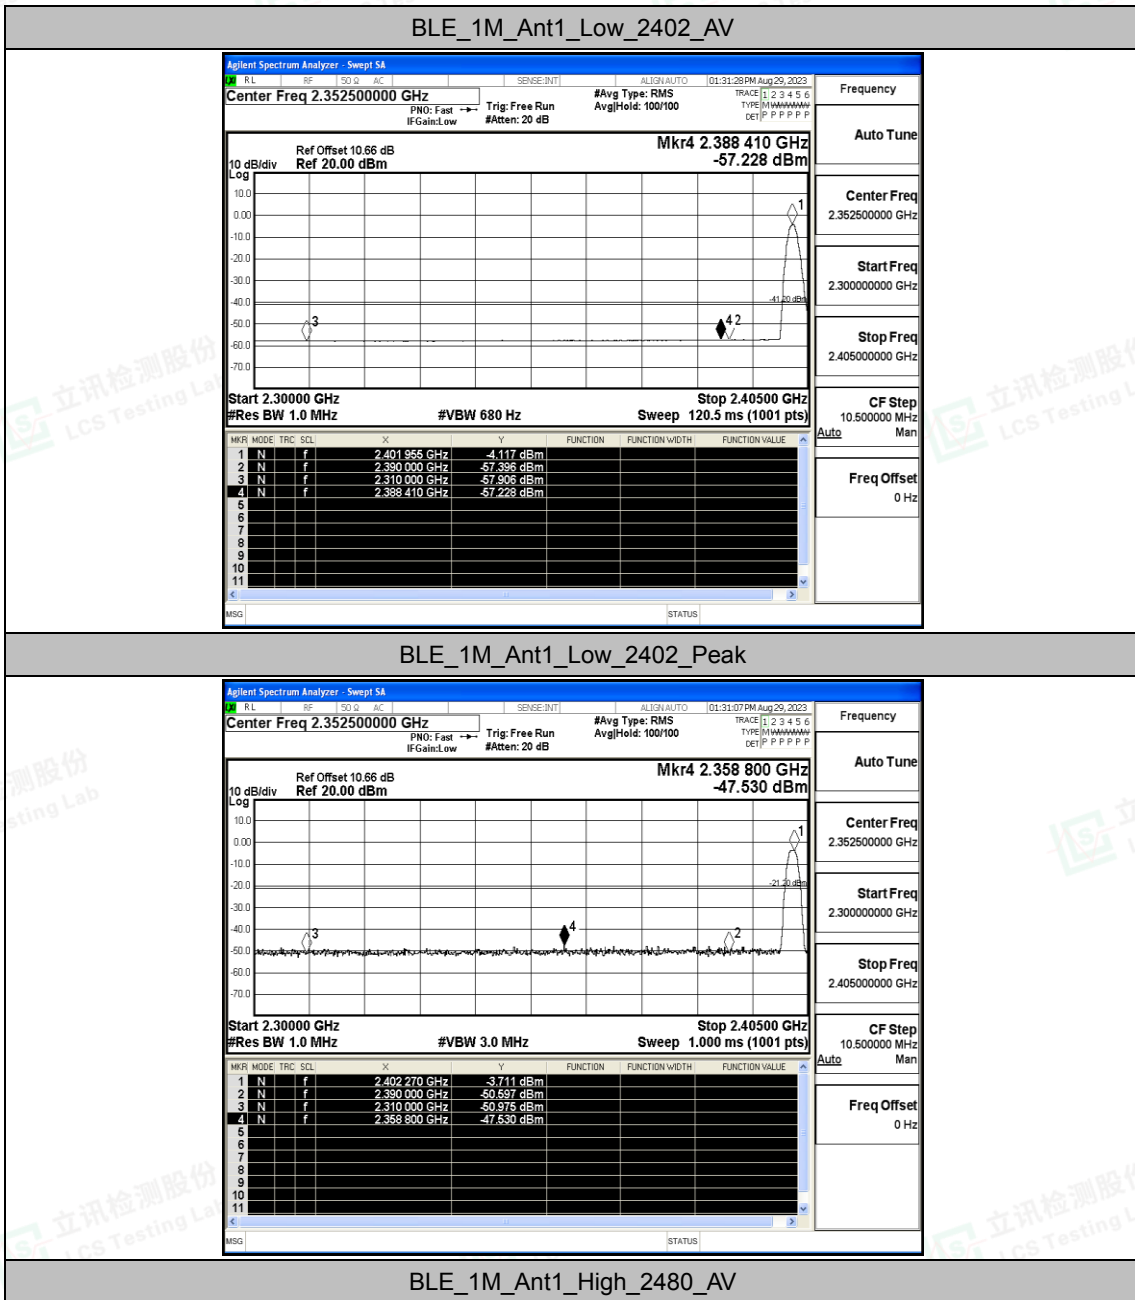 BLE_1M_Ant1_Low_2402_AV
Agilent Spectrum Analyzer - Swept SA
RL RF 50 Ω AC SENSE:INT ALIGN AUTO 01:31:28 PM Aug 29, 2023
Center Freq 2.352500000 GHz #Avg Type: RMS TRACE 1 2 3 4 5 6
PNO: Fast Trig: Free Run Avg|Hold: 100/100 TYPE
IFGain:Low #Atten: 20 dB DET P P P P P P
Frequency
Auto Tune
Mkr4 2.388 410 GHz
Ref Offset 10.66 dB
10 dB/div Ref 20.00 dBm -57.228 dBm
Log
10.0
0.00
-10.0
-20.0
-30.0
-40.0
-50.0
-60.0
-70.0
1
-41.20 dBm
3
4 2
Center Freq
2.352500000 GHz
Start Freq
2.300000000 GHz
Stop Freq
2.405000000 GHz
CF Step
10.500000 MHz
Auto Man
Freq Offset
0 Hz
Start 2.30000 GHz Stop 2.40500 GHz
#Res BW 1.0 MHz #VBW 680 Hz Sweep 120.5 ms (1001 pts)
MKR MODE TRC SCL X Y FUNCTION FUNCTION WIDTH FUNCTION VALUE
1 N f 2.401 955 GHz -4.117 dBm
2 N f 2.390 000 GHz -57.396 dBm
3 N f 2.310 000 GHz -57.906 dBm
4 N f 2.388 410 GHz -57.228 dBm
5
6
7
8
9
10
11
MSG STATUS
BLE_1M_Ant1_Low_2402_Peak
Agilent Spectrum Analyzer - Swept SA
RL RF 50 Ω AC SENSE:INT ALIGN AUTO 01:31:07 PM Aug 29, 2023
Center Freq 2.352500000 GHz #Avg Type: RMS TRACE 1 2 3 4 5 6
PNO: Fast Trig: Free Run Avg|Hold: 100/100 TYPE
IFGain:Low #Atten: 20 dB DET P P P P P P
Frequency
Auto Tune
Mkr4 2.358 800 GHz
Ref Offset 10.66 dB
10 dB/div Ref 20.00 dBm -47.530 dBm
Log
10.0
0.00
-10.0
-20.0
-30.0
-40.0
-50.0
-60.0
-70.0
1
-21.20 dBm
3
4
2
Center Freq
2.352500000 GHz
Start Freq
2.300000000 GHz
Stop Freq
2.405000000 GHz
CF Step
10.500000 MHz
Auto Man
Freq Offset
0 Hz
Start 2.30000 GHz Stop 2.40500 GHz
#Res BW 1.0 MHz #VBW 3.0 MHz Sweep 1.000 ms (1001 pts)
MKR MODE TRC SCL X Y FUNCTION FUNCTION WIDTH FUNCTION VALUE
1 N f 2.402 270 GHz -3.711 dBm
2 N f 2.390 000 GHz -50.597 dBm
3 N f 2.310 000 GHz -50.975 dBm
4 N f 2.358 800 GHz -47.530 dBm
5
6
7
8
9
10
11
MSG STATUS
BLE_1M_Ant1_High_2480_AV
立讯检测股份
LCS Testing Lab